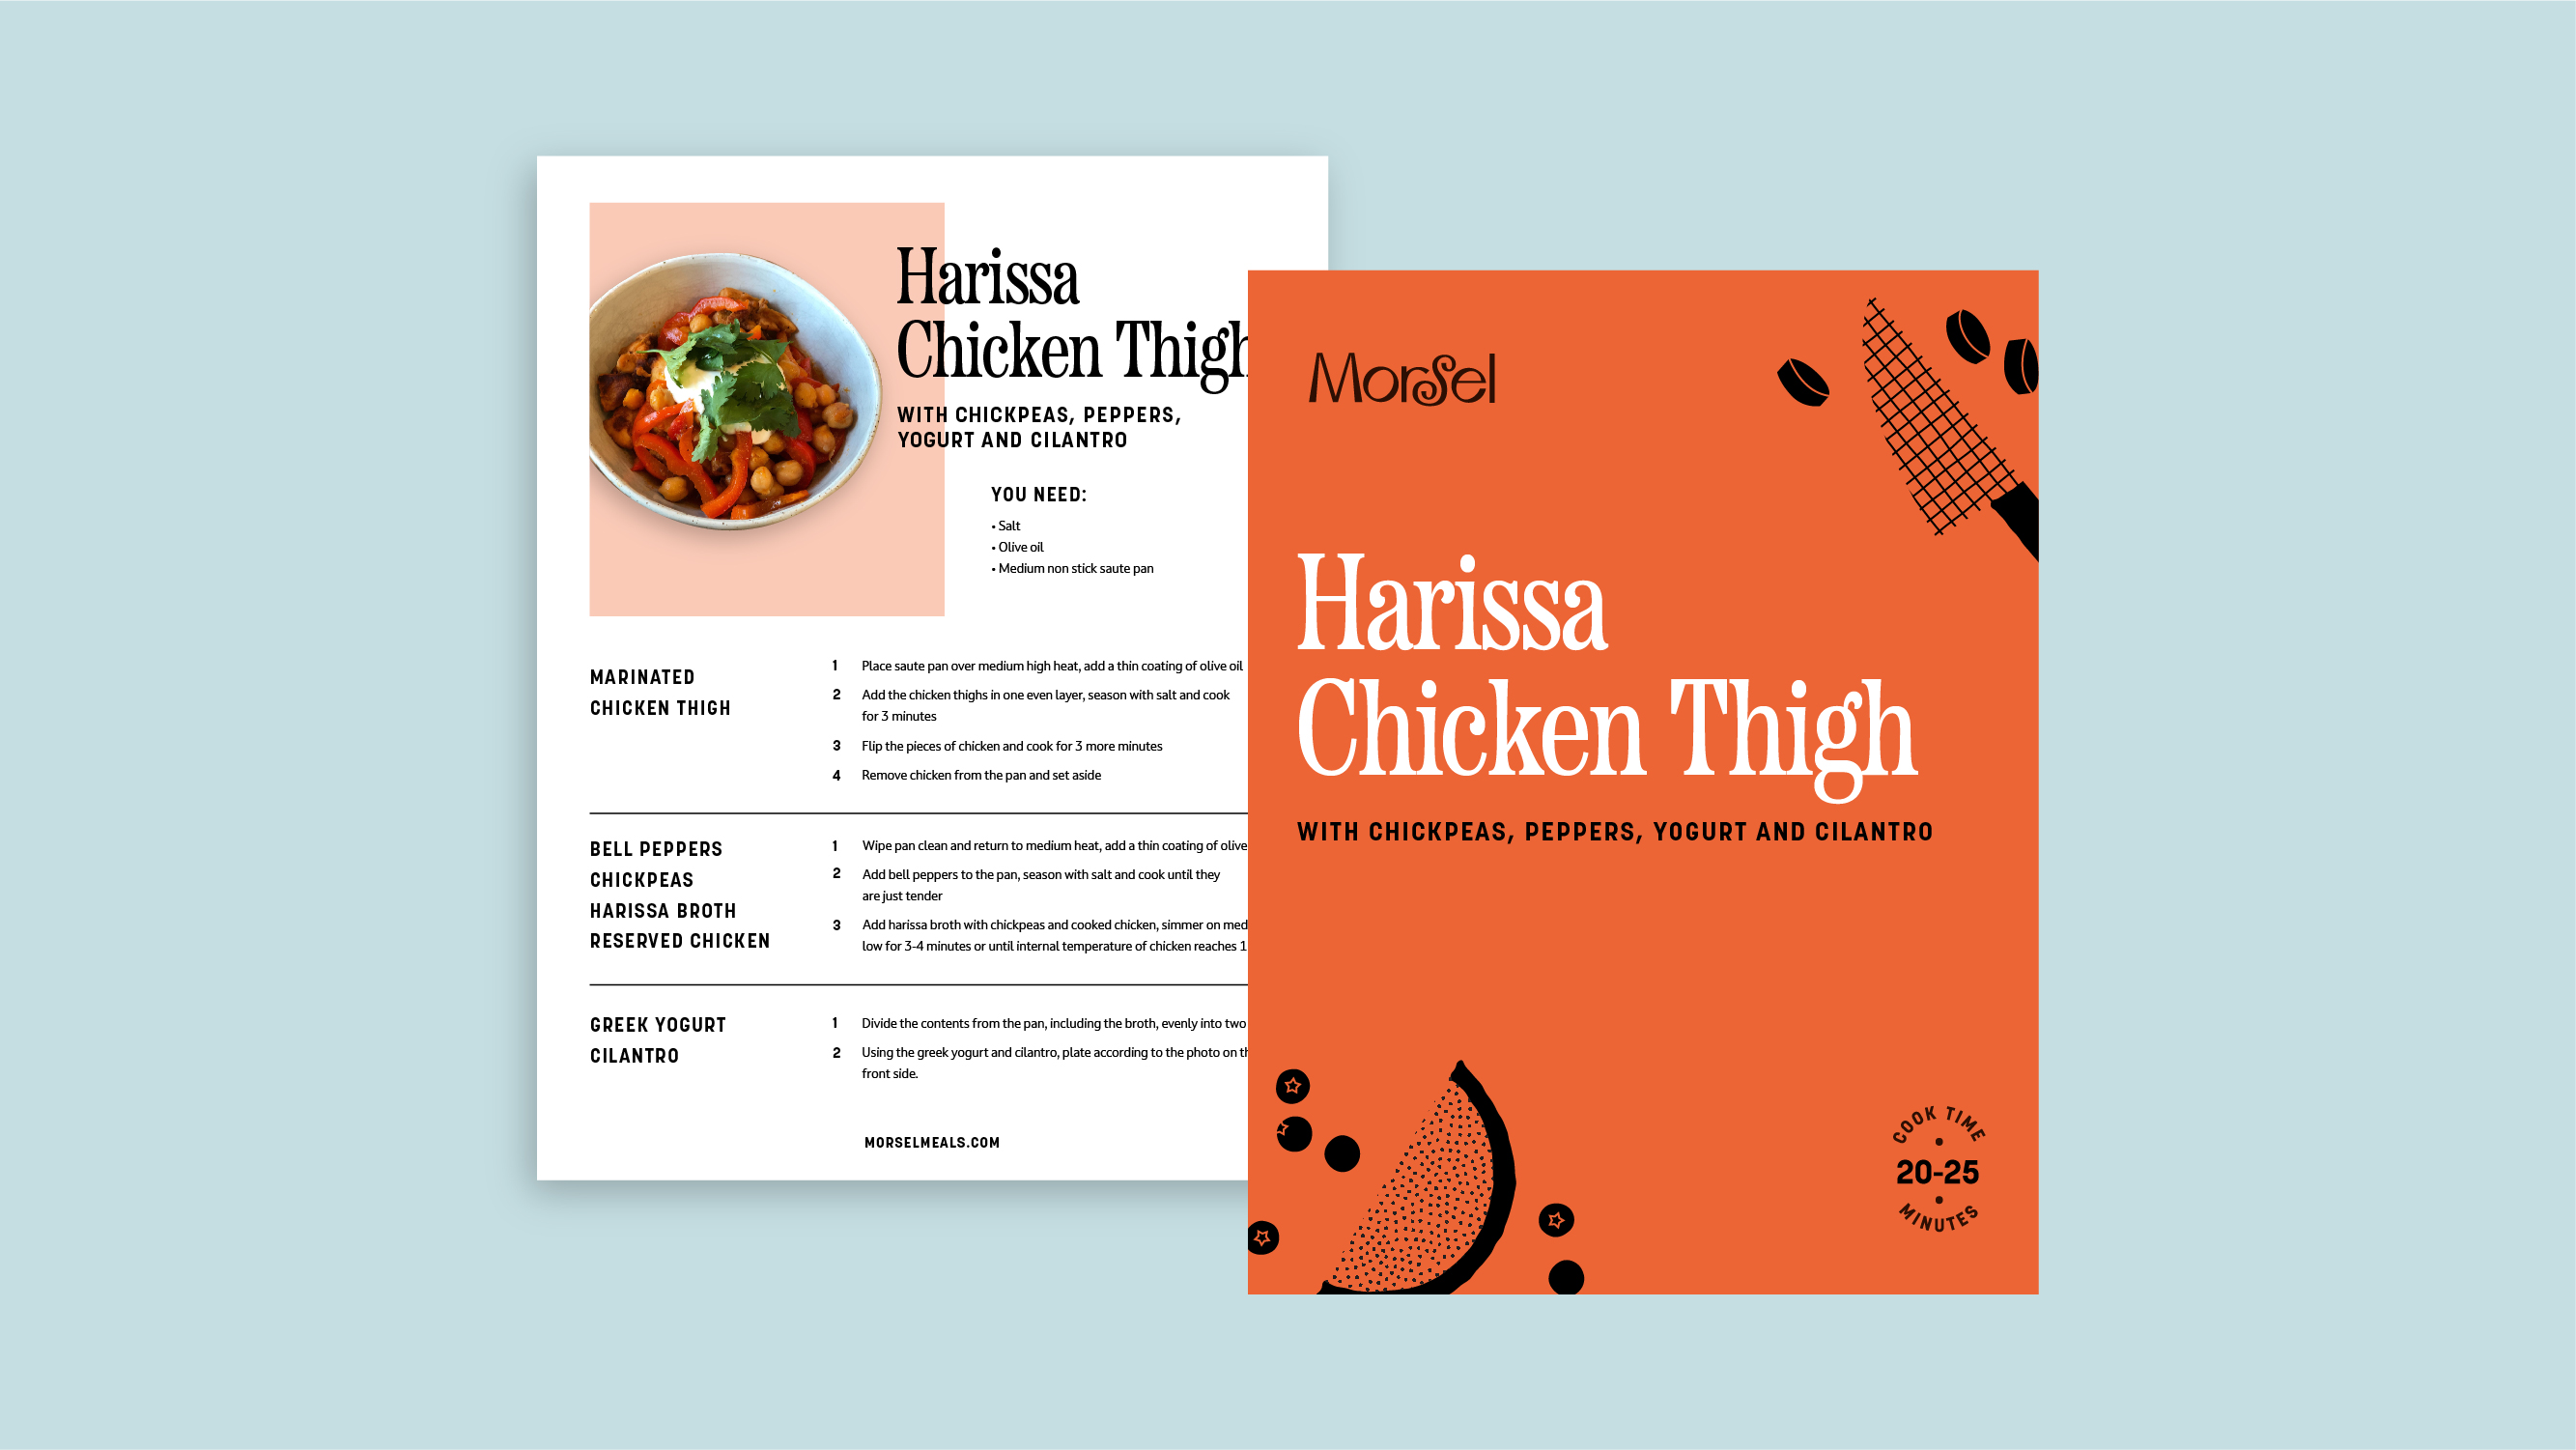 Harissa
Chicken Thigh
WITH CHICKPEAS, PEPPERS,
YOGURT AND CILANTRO
YOU NEED:
• Salt
• Olive oil
• Medium non stick saute pan
MARINATED
CHICKEN THIGH
1 Place saute pan over medium high heat, add a thin coating of olive oil
2 Add the chicken thighs in one even layer, season with salt and cook
for 3 minutes
3 Flip the pieces of chicken and cook for 3 more minutes
4 Remove chicken from the pan and set aside
BELL PEPPERS
CHICKPEAS
HARISSA BROTH
RESERVED CHICKEN
1 Wipe pan clean and return to medium heat, add a thin coating of olive
2 Add bell peppers to the pan, season with salt and cook until they
are just tender
3 Add harissa broth with chickpeas and cooked chicken, simmer on med
low for 3-4 minutes or until internal temperature of chicken reaches 1
GREEK YOGURT
CILANTRO
1 Divide the contents from the pan, including the broth, evenly into two
2 Using the greek yogurt and cilantro, plate according to the photo on
front side.
MORSELMEALS.COM
Morsel
Harissa
Chicken Thigh
WITH CHICKPEAS, PEPPERS, YOGURT AND CILANTRO
COOK TIME
20-25
MINUTES